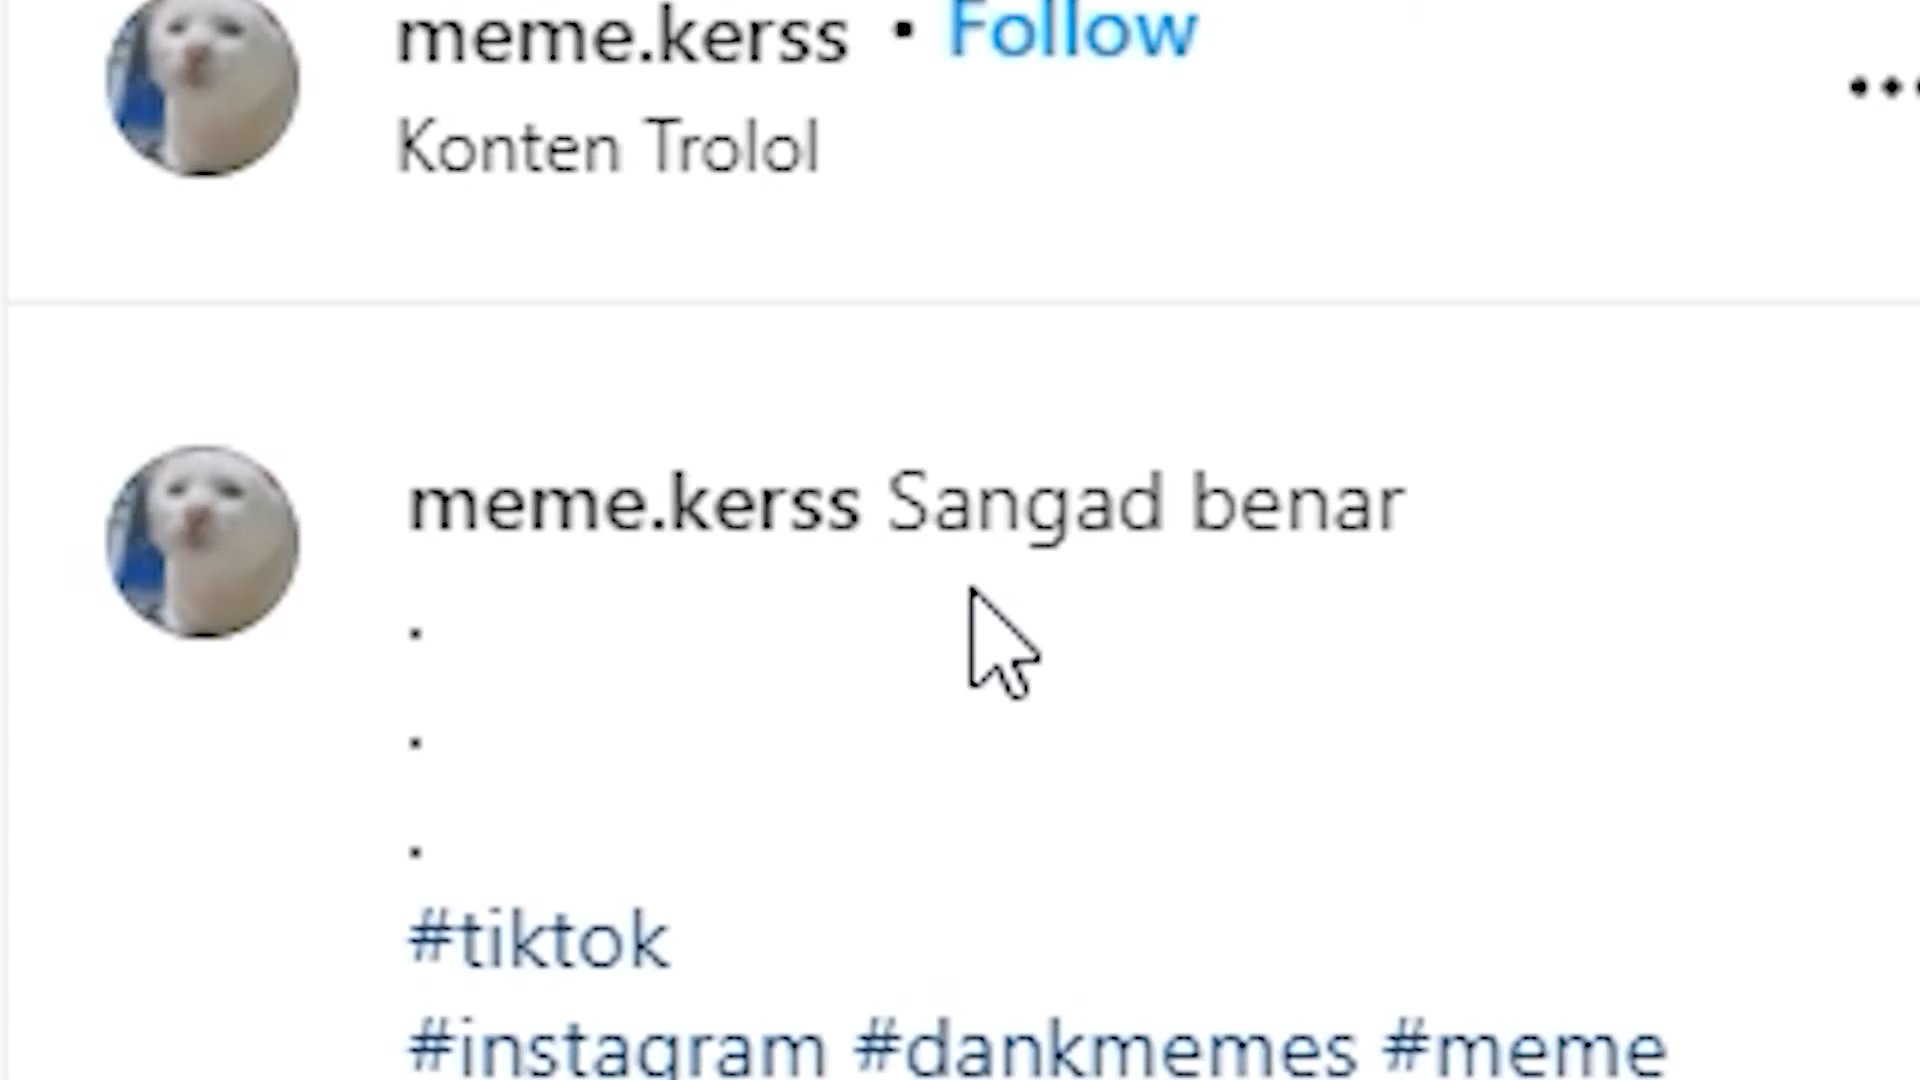 meme.kerss • Follow
Konten Trolol
meme.kerss Sangad benar
.
.
.
#tiktok
#instagram #dankmemes #meme